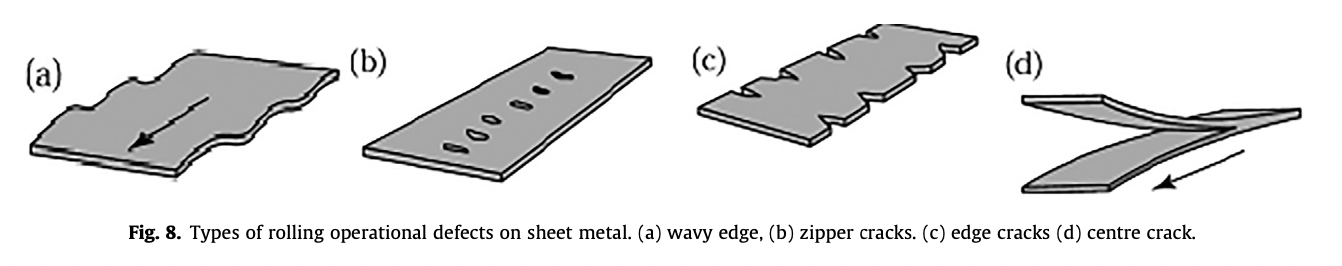 (a)
(b)
(c)
(d)
Fig. 8. Types of rolling operational defects on sheet metal. (a) wavy edge, (b) zipper cracks. (c) edge cracks (d) centre crack.